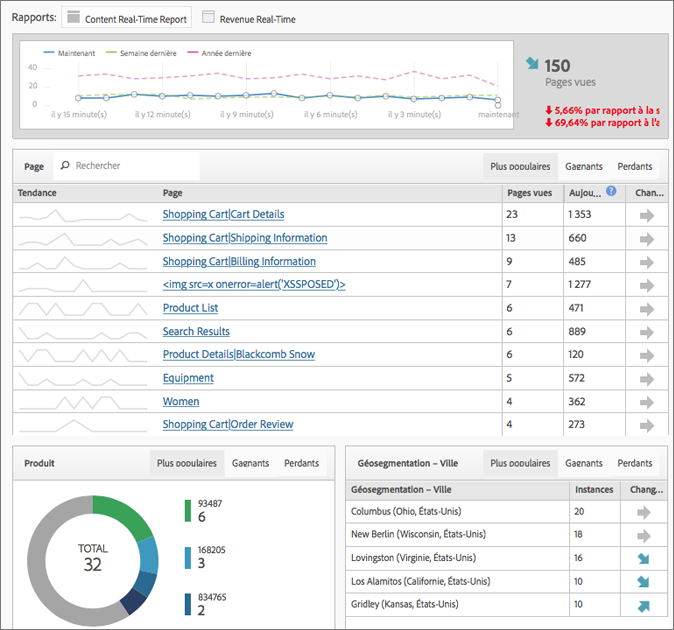 Rapports: Content Real-Time Report Revenue Real-Time
Maintenant Semaine dernière Année dernière
40
20
0
il y 15 minute(s) il y 12 minute(s) il y 9 minute(s) il y 6 minute(s) il y 3 minute(s) maintenant
150
Pages vues
5,66% par rapport à la s
69,64% par rapport à l'a
Page Rechercher Plus populaires Gagnants Perdants
Tendance Page Pages vues Aujou,... ? Chan...
Shopping Cart|Cart Details 23 1 353
Shopping Cart|Shipping Information 13 660
Shopping Cart|Billing Information 9 485
<img src=x onerror=alert('XSSPOSED')> 7 1 277
Product List 6 471
Search Results 6 889
Product Details|Blackcomb Snow 6 120
Equipment 5 572
Women 4 362
Shopping Cart|Order Review 4 273
Produit Plus populaires Gagnants Perdants
TOTAL
32
93487
6
168205
3
834765
2
Géosegmentation – Ville Plus populaires Gagnants Perdants
Géosegmentation – Ville Instances Chang...
Columbus (Ohio, États-Unis) 20
New Berlin (Wisconsin, États-Unis) 18
Lovingston (Virginie, États-Unis) 16
Los Alamitos (Californie, États-Unis) 10
Gridley (Kansas, États-Unis) 10